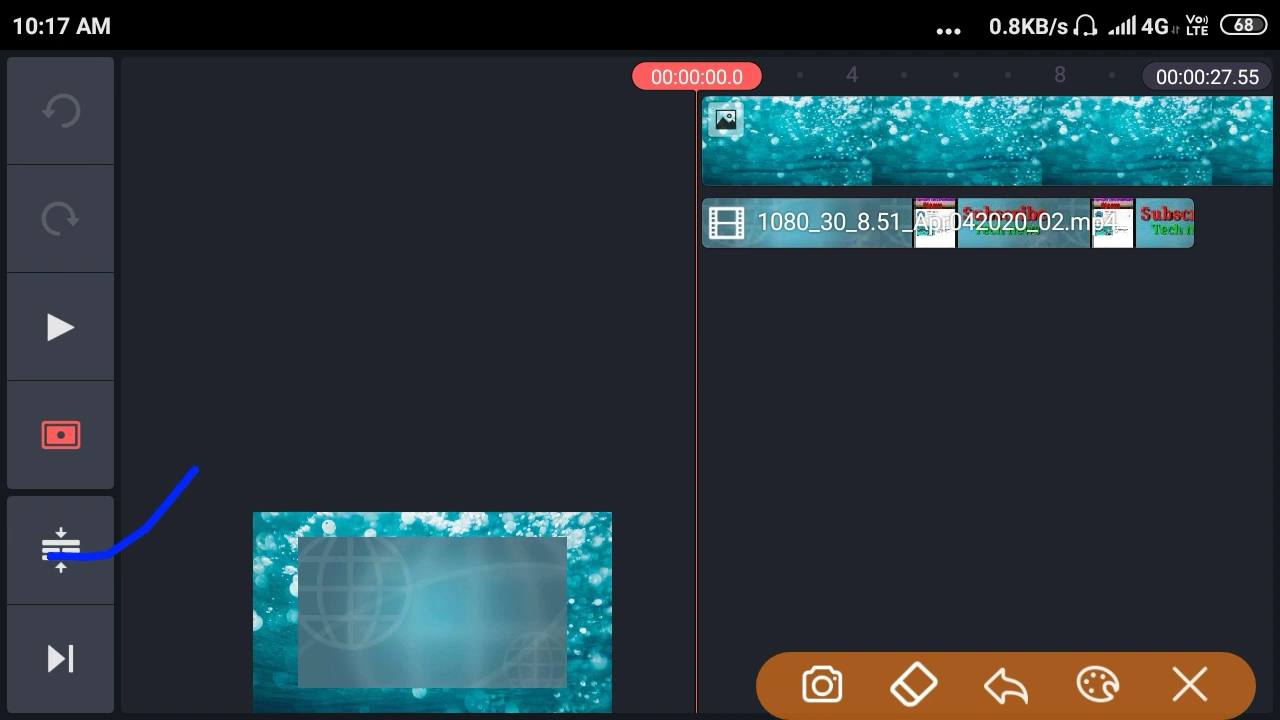 10:17 AM
0.8KB/s 4G Vo) LTE 68
00:00:00.0 4 8 00:00:27.55
1080_30_8.51_Apr042020_02.mp4
Subscribe